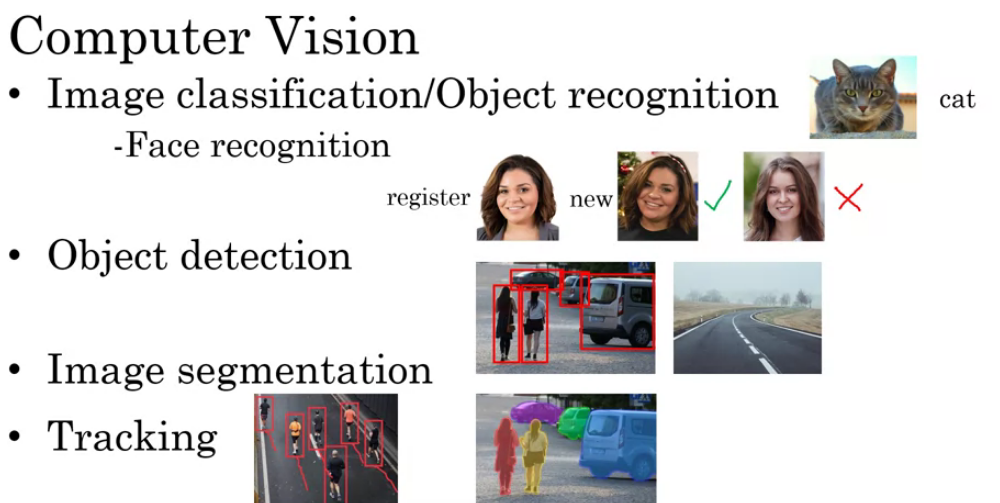 Computer Vision
• Image classification/Object recognition
cat
-Face recognition
register
new
• Object detection
• Image segmentation
• Tracking